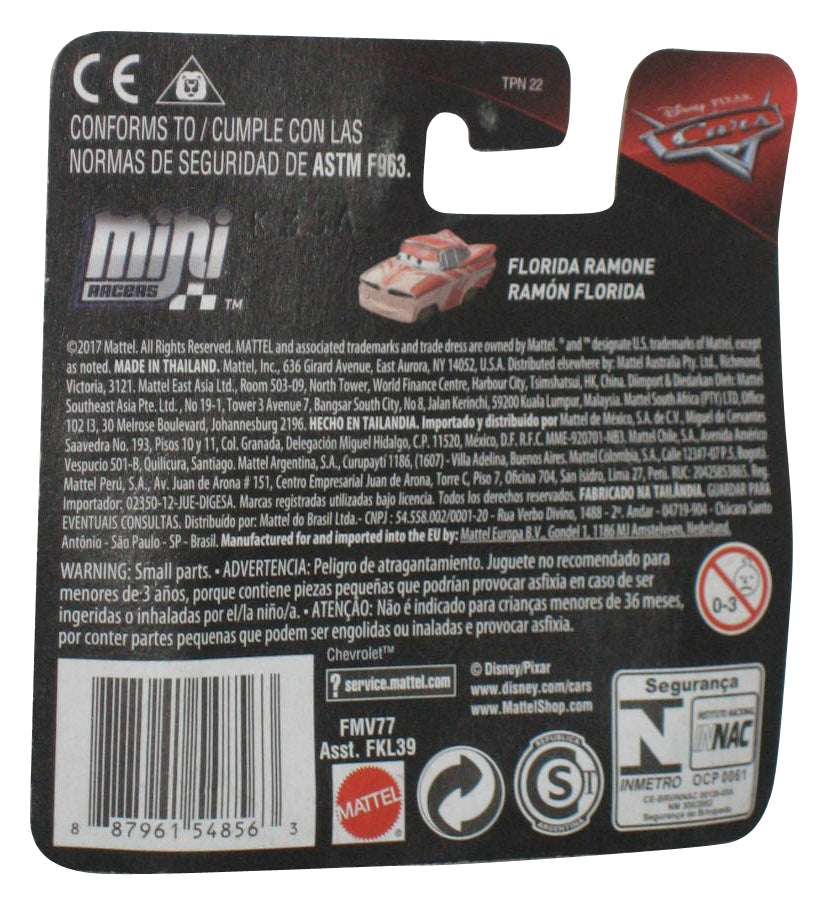 CE
TPN 22
CONFORMS TO / CUMPLE CON LAS
NORMAS DE SEGURIDAD DE ASTM F963.
Disney PIXAR
Cars
mini
RACERS
TM
FLORIDA RAMONE
RAMÓN FLORIDA
©2017 Mattel. All Rights Reserved. MATTEL and associated trademarks and trade dress are owned by Mattel. ® and ™ designate U.S. trademarks of Mattel, except
as noted. MADE IN THAILAND. Mattel, Inc., 636 Girard Avenue, East Aurora, NY 14052, U.S.A. Distributed elsewhere by: Mattel Australia Pty. Ltd., Richmond,
Victoria, 3121. Mattel East Asia Ltd., Room 503-09, North Tower, World Finance Centre, Harbour City, Tsimshatsui, HK, China. Diimport & Diedarkan Oleh: Mattel
Southeast Asia Pte. Ltd., No 19-1, Tower 3 Avenue 7, Bangsar South City, No 8, Jalan Kerinchi, 59200 Kuala Lumpur, Malaysia. Mattel South Africa (PTY) LTD, Office
102 I3, 30 Melrose Boulevard, Johannesburg 2196. HECHO EN TAILANDIA. Importado y distribuido por Mattel de México, S.A. de C.V., Miguel de Cervantes
Saavedra No. 193, Pisos 10 y 11, Col. Granada, Delegación Miguel Hidalgo, C.P. 11520, México, D.F. R.F.C. MME-920701-NB3. Mattel Chile, S.A., Avenida Américo
Vespucio 501-B, Quilicura, Santiago. Mattel Argentina, S.A., Curupaytí 1186, (1607) - Villa Adelina, Buenos Aires. Mattel Colombia, S.A., Calle 123#7-07 P.5, Bogotá.
Mattel Perú, S.A., Av. Juan de Arona # 151, Centro Empresarial Juan de Arona, Torre C, Piso 7, Oficina 704, San Isidro, Lima 27, Perú. RUC: 20425853865. Reg.
Importador: 02350-12-JUE-DIGESA. Marcas registradas utilizadas bajo licencia. Todos los derechos reservados. FABRICADO NA TAILÂNDIA. GUARDAR PARA
EVENTUAIS CONSULTAS. Distribuido por: Mattel do Brasil Ltda.- CNPJ : 54.558.002/0001-20 - Rua Verbo Divino, 1488 - 2º. Andar - 04719-904 - Chácara Santo
Antônio - São Paulo - SP - Brasil. Manufactured for and imported into the EU by: Mattel Europa B.V., Gondel 1, 1186 MJ Amstelveen, Nederland.
WARNING: Small parts. • ADVERTENCIA: Peligro de atragantamiento. Juguete no recomendado para
menores de 3 años, porque contiene piezas pequeñas que podrían provocar asfixia en caso de ser
ingeridas o inhaladas por el/la niño/a. • ATENÇÃO: Não é indicado para crianças menores de 36 meses,
por conter partes pequenas que podem ser engolidas ou inaladas e provocar asfixia.
0-3
Chevrolet™
? service.mattel.com
© Disney/Pixar
www.disney.com/cars
www.MattelShop.com
FMV77
Asst. FKL39
MATTEL
REPUBLICA
S I
ARGENTINA
Segurança
N
INSTITUTO NACIONAL
INNAC
INMETRO OCP 0061
Segurança do Brinquedo
8 87961 54856 3